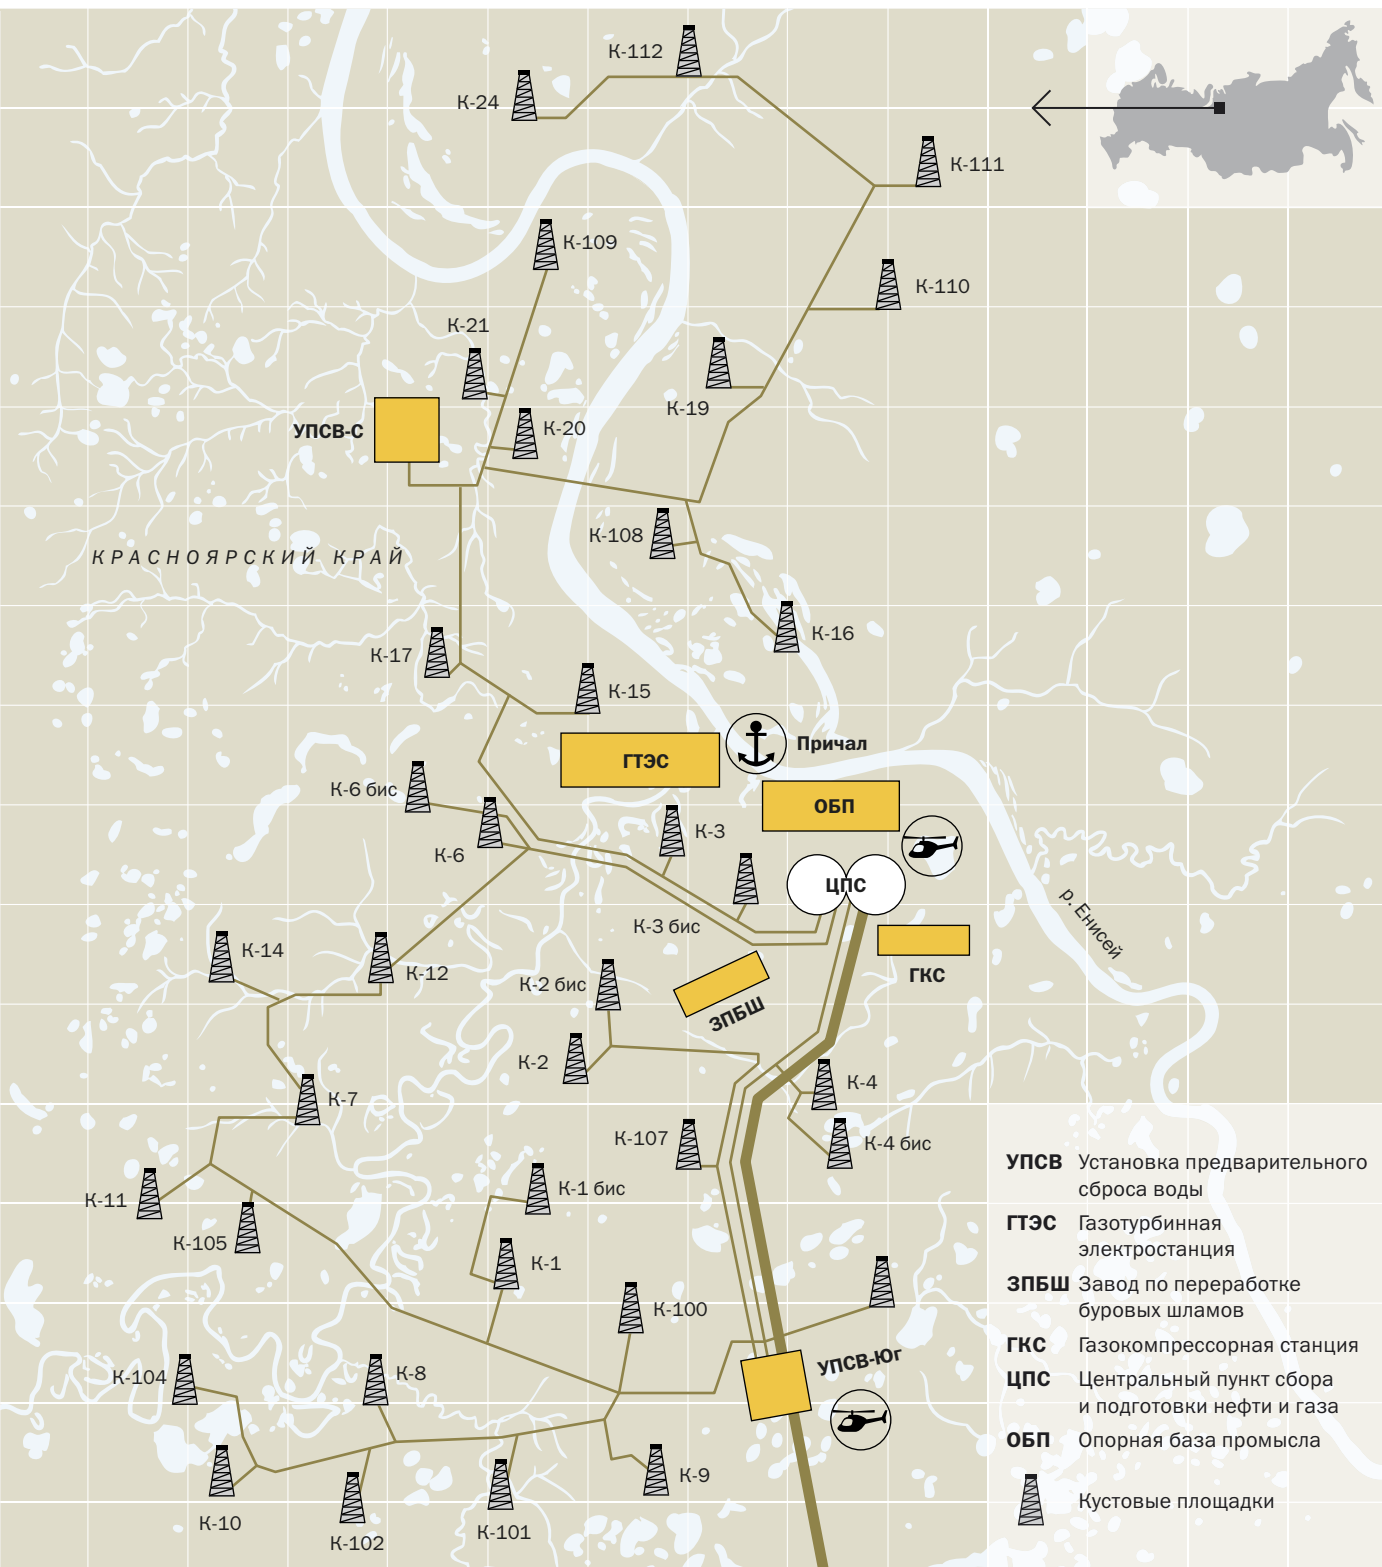 К-112
К-24
К-111
К-109
К-110
К-21
К-19
К-20
УПСВ-С
К-108
КРАСНОЯРСКИЙ КРАЙ
К-16
К-17
К-15
Причал
ГТЭС
К-6 бис
ОБП
К-3
К-6
ЦПС
р. Енисей
К-3 бис
К-14
К-12
ГКС
К-2 бис
ЗПБШ
К-2
К-4
К-7
К-107
К-4 бис
К-1 бис
К-11
К-105
К-1
К-100
УПСВ-Юг
К-104
К-8
К-9
К-10
К-102
К-101
УПСВ Установка предварительного
сброса воды
ГТЭС Газотурбинная
электростанция
ЗПБШ Завод по переработке
буровых шламов
ГКС Газокомпрессорная станция
ЦПС Центральный пункт сбора
и подготовки нефти и газа
ОБП Опорная база промысла
Кустовые площадки